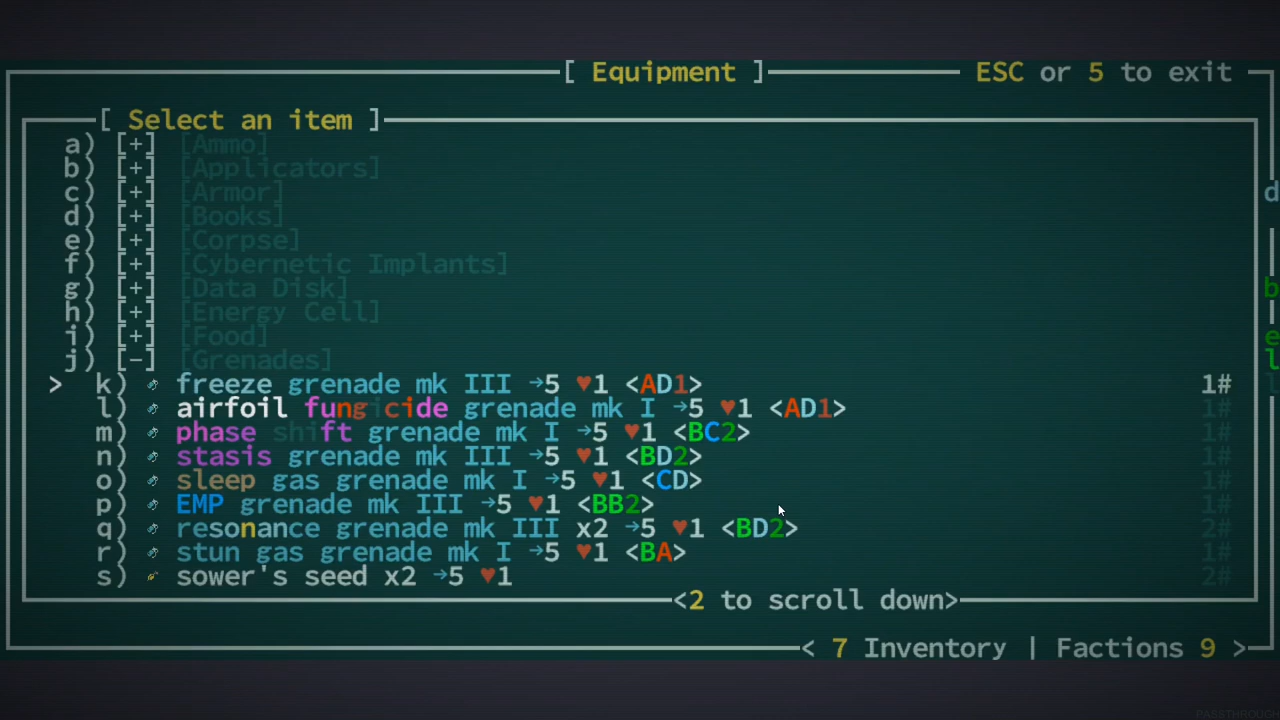 [ Equipment ] ESC or 5 to exit
[ Select an item ]
a) [+] [Ammo]
b) [+] [Applicators]
c) [+] [Armor]
d) [+] [Books]
e) [+] [Corpse]
f) [+] [Cybernetic Implants]
g) [+] [Data Disk]
h) [+] [Energy Cell]
i) [+] [Food]
j) [-] [Grenades]
> k) freeze grenade mk III →5 ♥1 <AD1> 1#
l) airfoil fungicide grenade mk I →5 ♥1 <AD1> 1#
m) phase shift grenade mk I →5 ♥1 <BC2> 1#
n) stasis grenade mk III →5 ♥1 <BD2> 1#
o) sleep gas grenade mk I →5 ♥1 <CD> 1#
p) EMP grenade mk III →5 ♥1 <BB2> 1#
q) resonance grenade mk III x2 →5 ♥1 <BD2> 2#
r) stun gas grenade mk I →5 ♥1 <BA> 1#
s) sower's seed x2 →5 ♥1 2#
<2 to scroll down>
< 7 Inventory | Factions 9 >